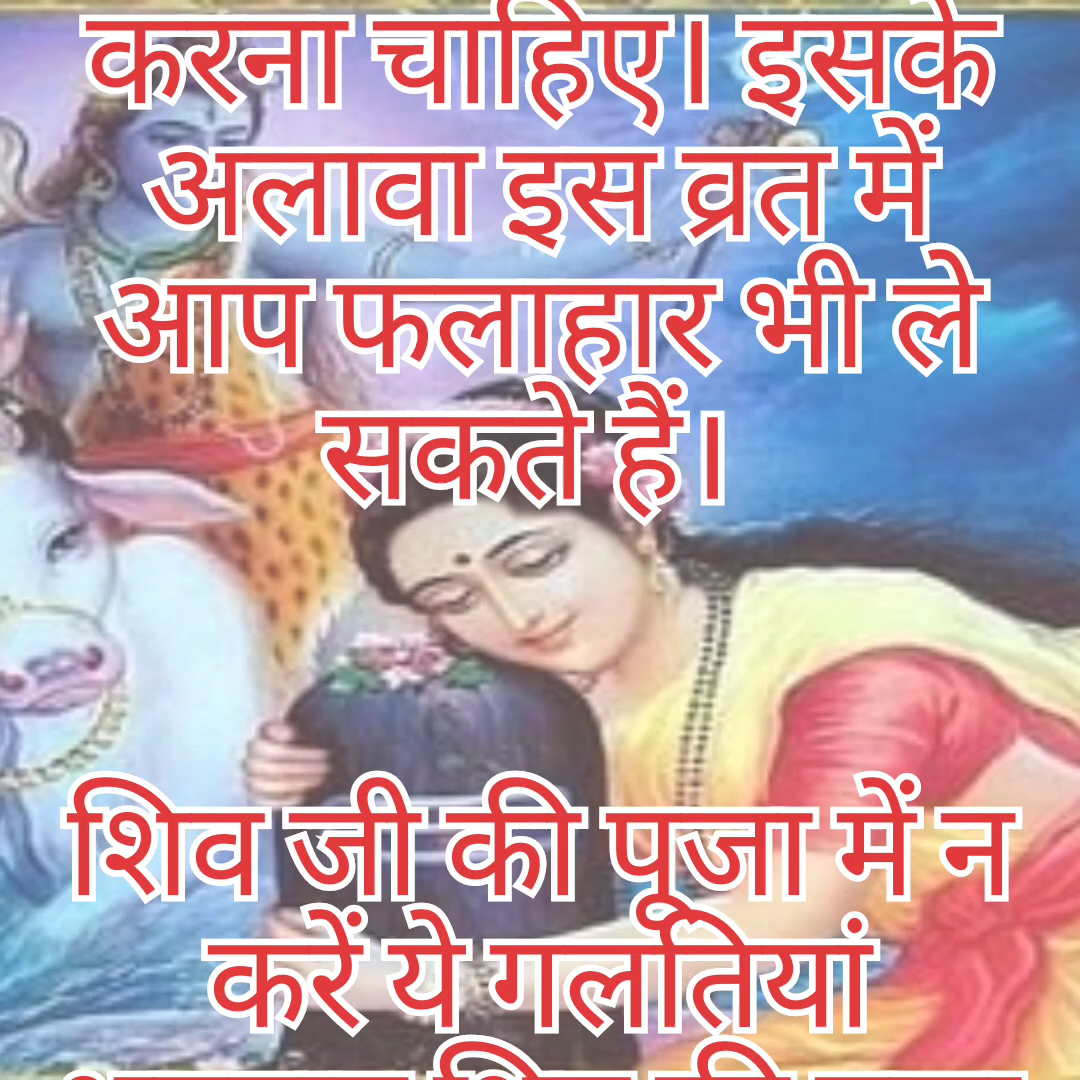 करना चाहिए। इसके
अलावा इस व्रत में
आप फलाहार भी ले
सकते हैं।
शिव जी की पूजा में न
करें ये गलतियां